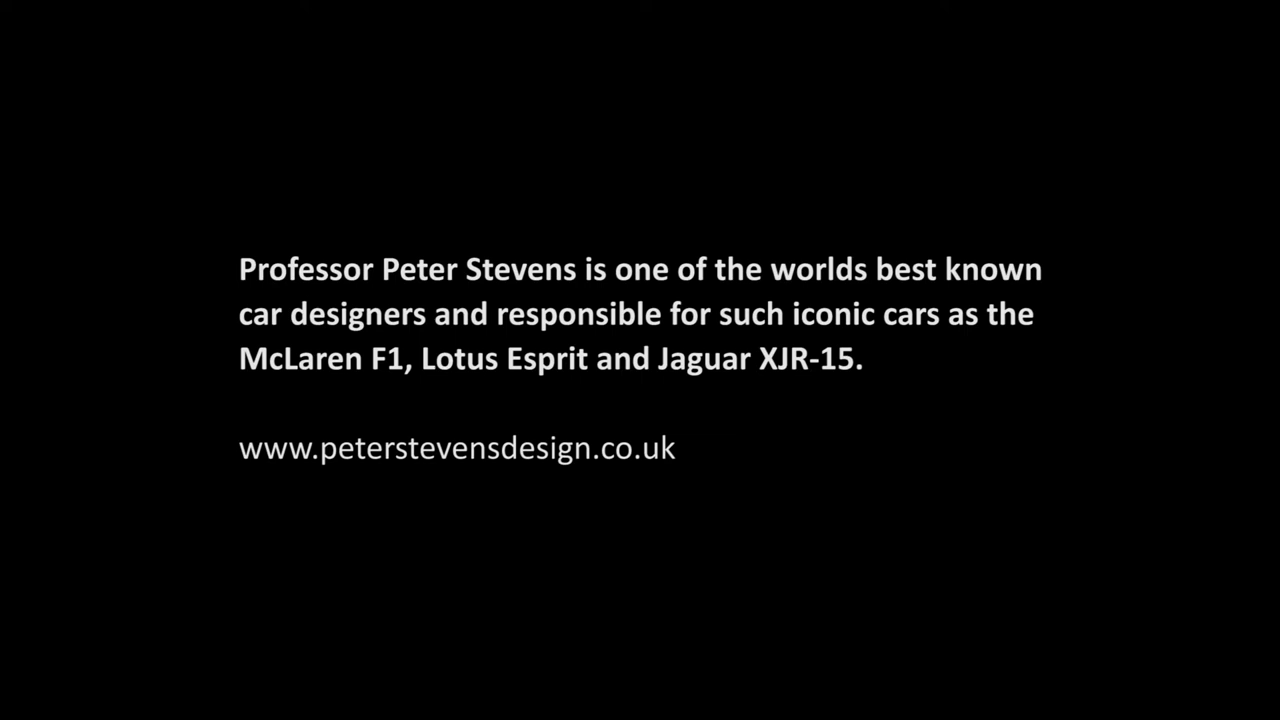 Professor Peter Stevens is one of the worlds best known
car designers and responsible for such iconic cars as the
McLaren F1, Lotus Esprit and Jaguar XJR-15.
www.peterstevensdesign.co.uk